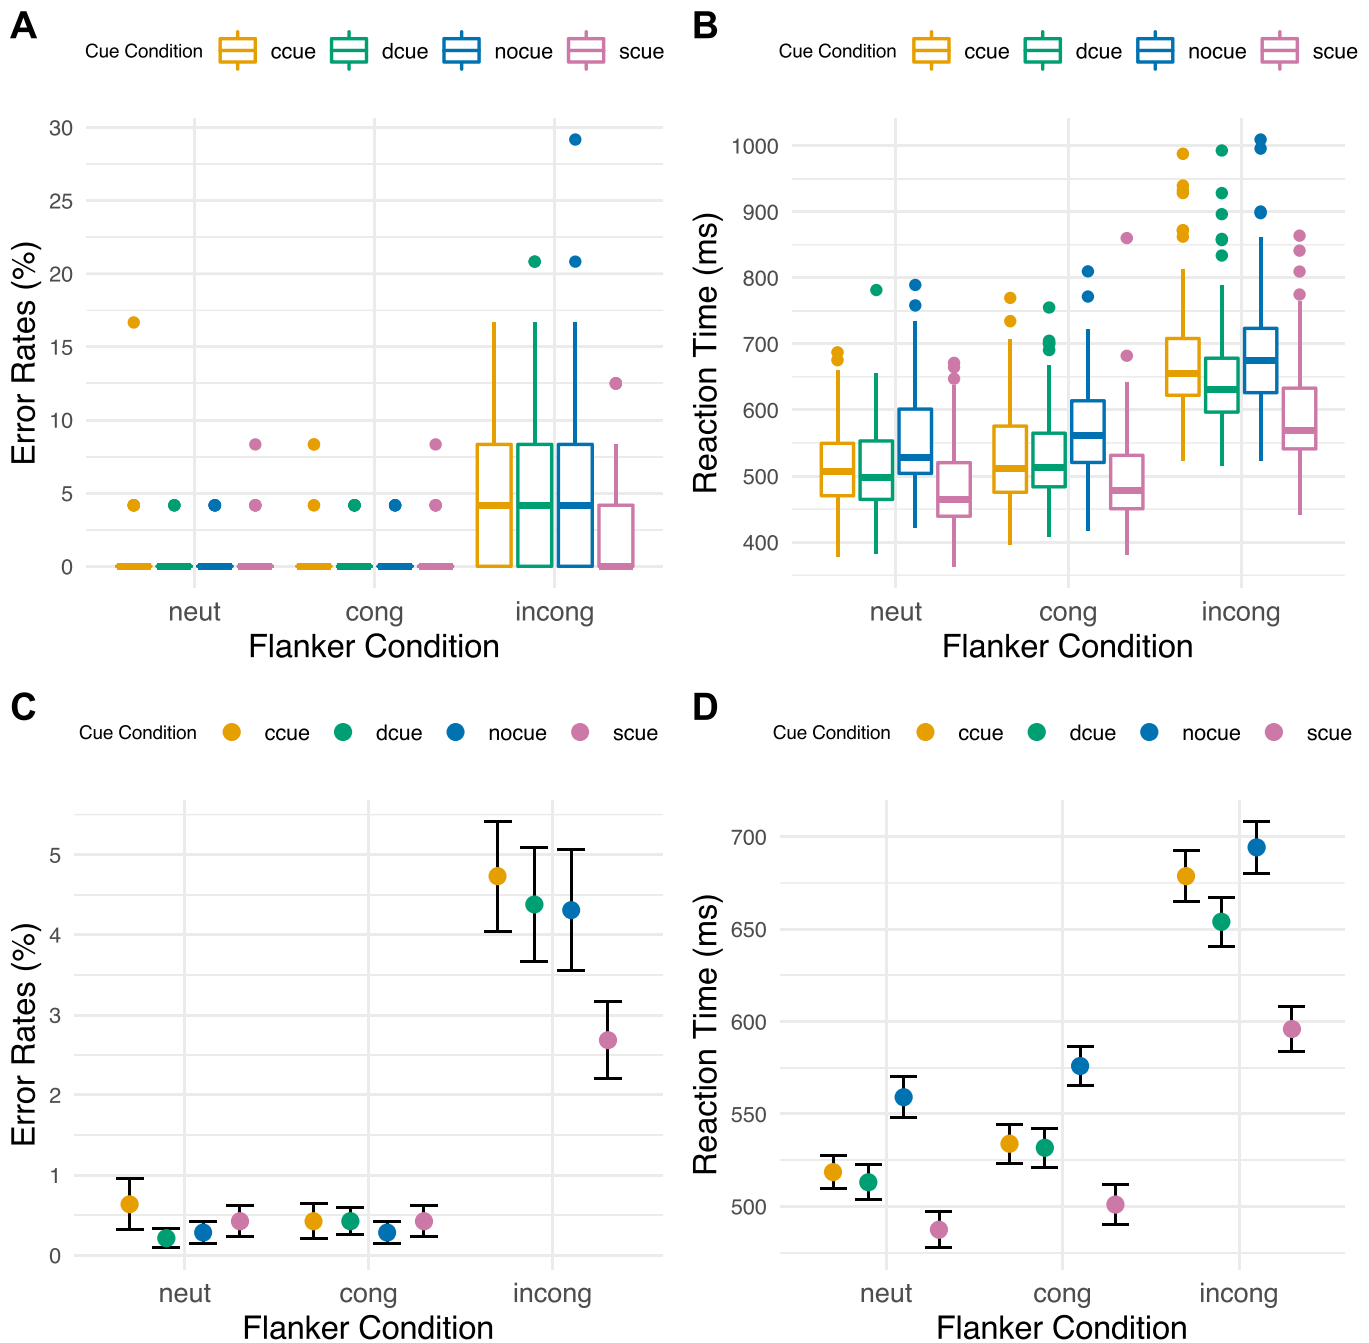 A
Cue Condition ccue dcue nocue scue
30
25
20
15
10
5
0
Error Rates (%)
neut cong incong
Flanker Condition
B
Cue Condition ccue dcue nocue scue
1000
900
800
700
600
500
400
Reaction Time (ms)
neut cong incong
Flanker Condition
C
Cue Condition ccue dcue nocue scue
5
4
3
2
1
0
Error Rates (%)
neut cong incong
Flanker Condition
D
Cue Condition ccue dcue nocue scue
700
650
600
550
500
Reaction Time (ms)
neut cong incong
Flanker Condition